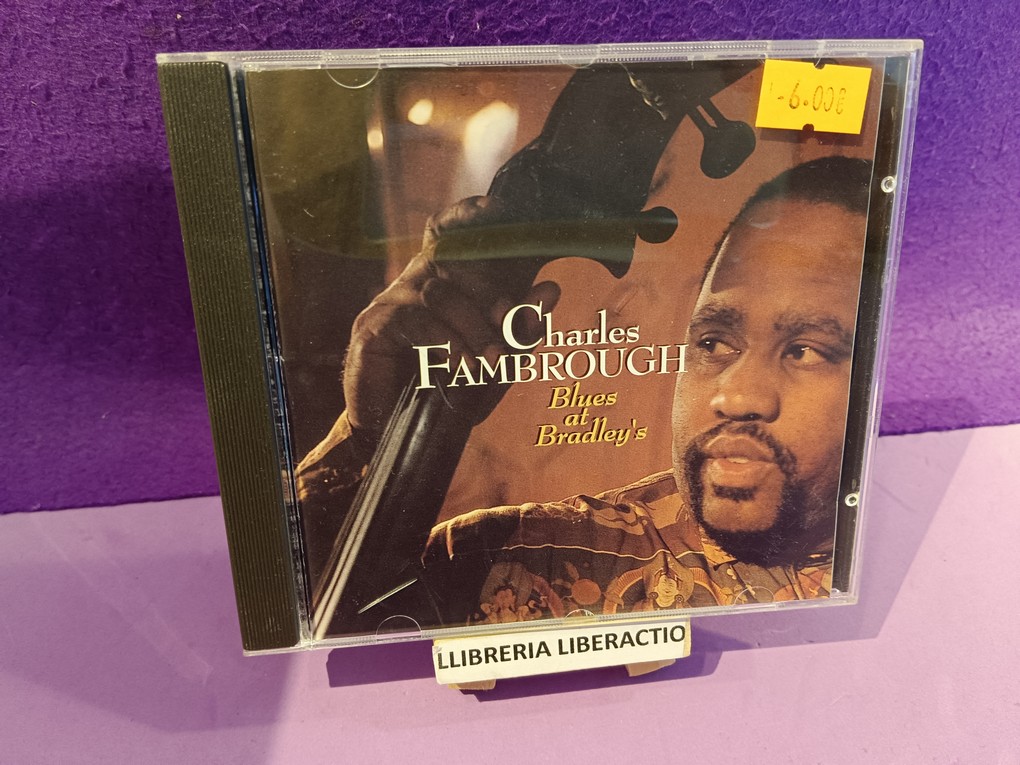 6.00€
Charles
FAMBROUGH
Blues
at
Bradley's
LLIBRERIA LIBERACTIO